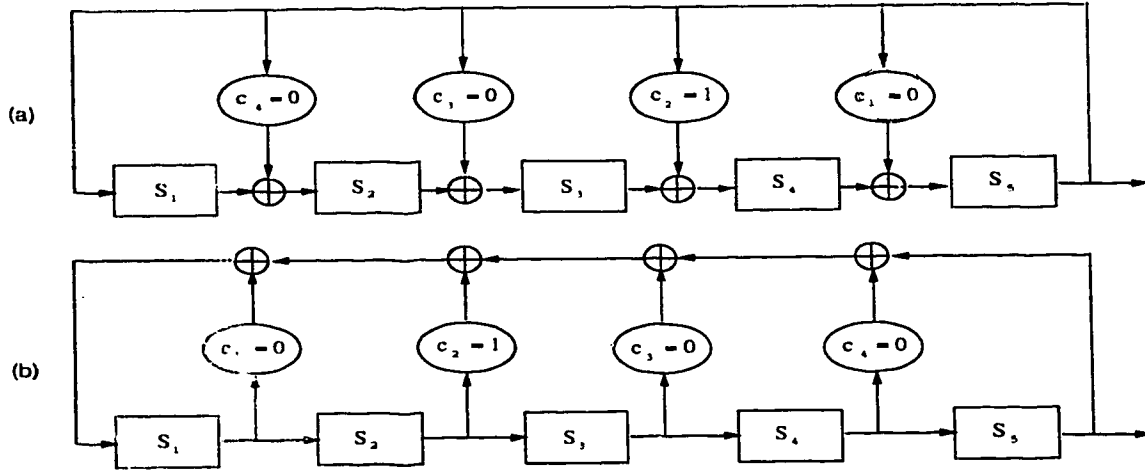 (a)
c₄ = 0 c₃ = 0 c₂ = 1 c₁ = 0
S₁ S₂ S₃ S₄ S₅
(b)
= 0 c₂ = 1 c₃ = 0 c₄ = 0
S₁ S₂ S₃ S₄ S₅